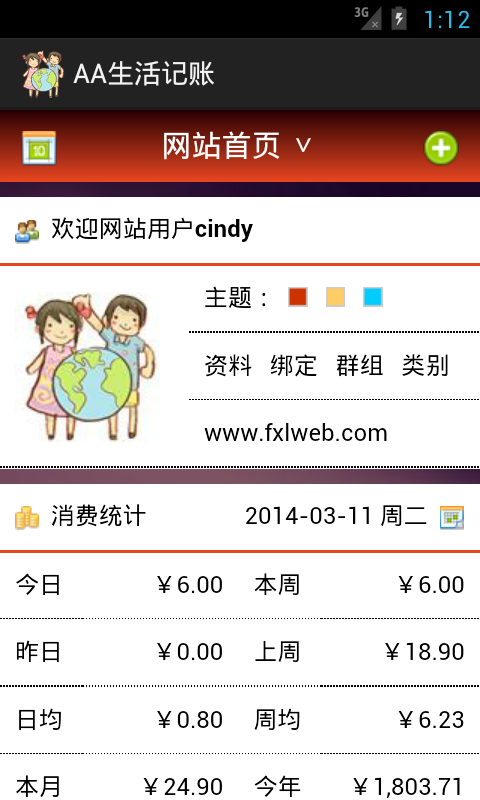 3G 1:12
AA生活记账
10 网站首页
欢迎网站用户cindy
主题：
资料 绑定 群组 类别
www.fxlweb.com
消费统计 2014-03-11 周二
今日 ￥6.00 本周 ￥6.00
昨日 ￥0.00 上周 ￥18.90
日均 ￥0.80 周均 ￥6.23
本月 ￥24.90 今年 ￥1,803.71